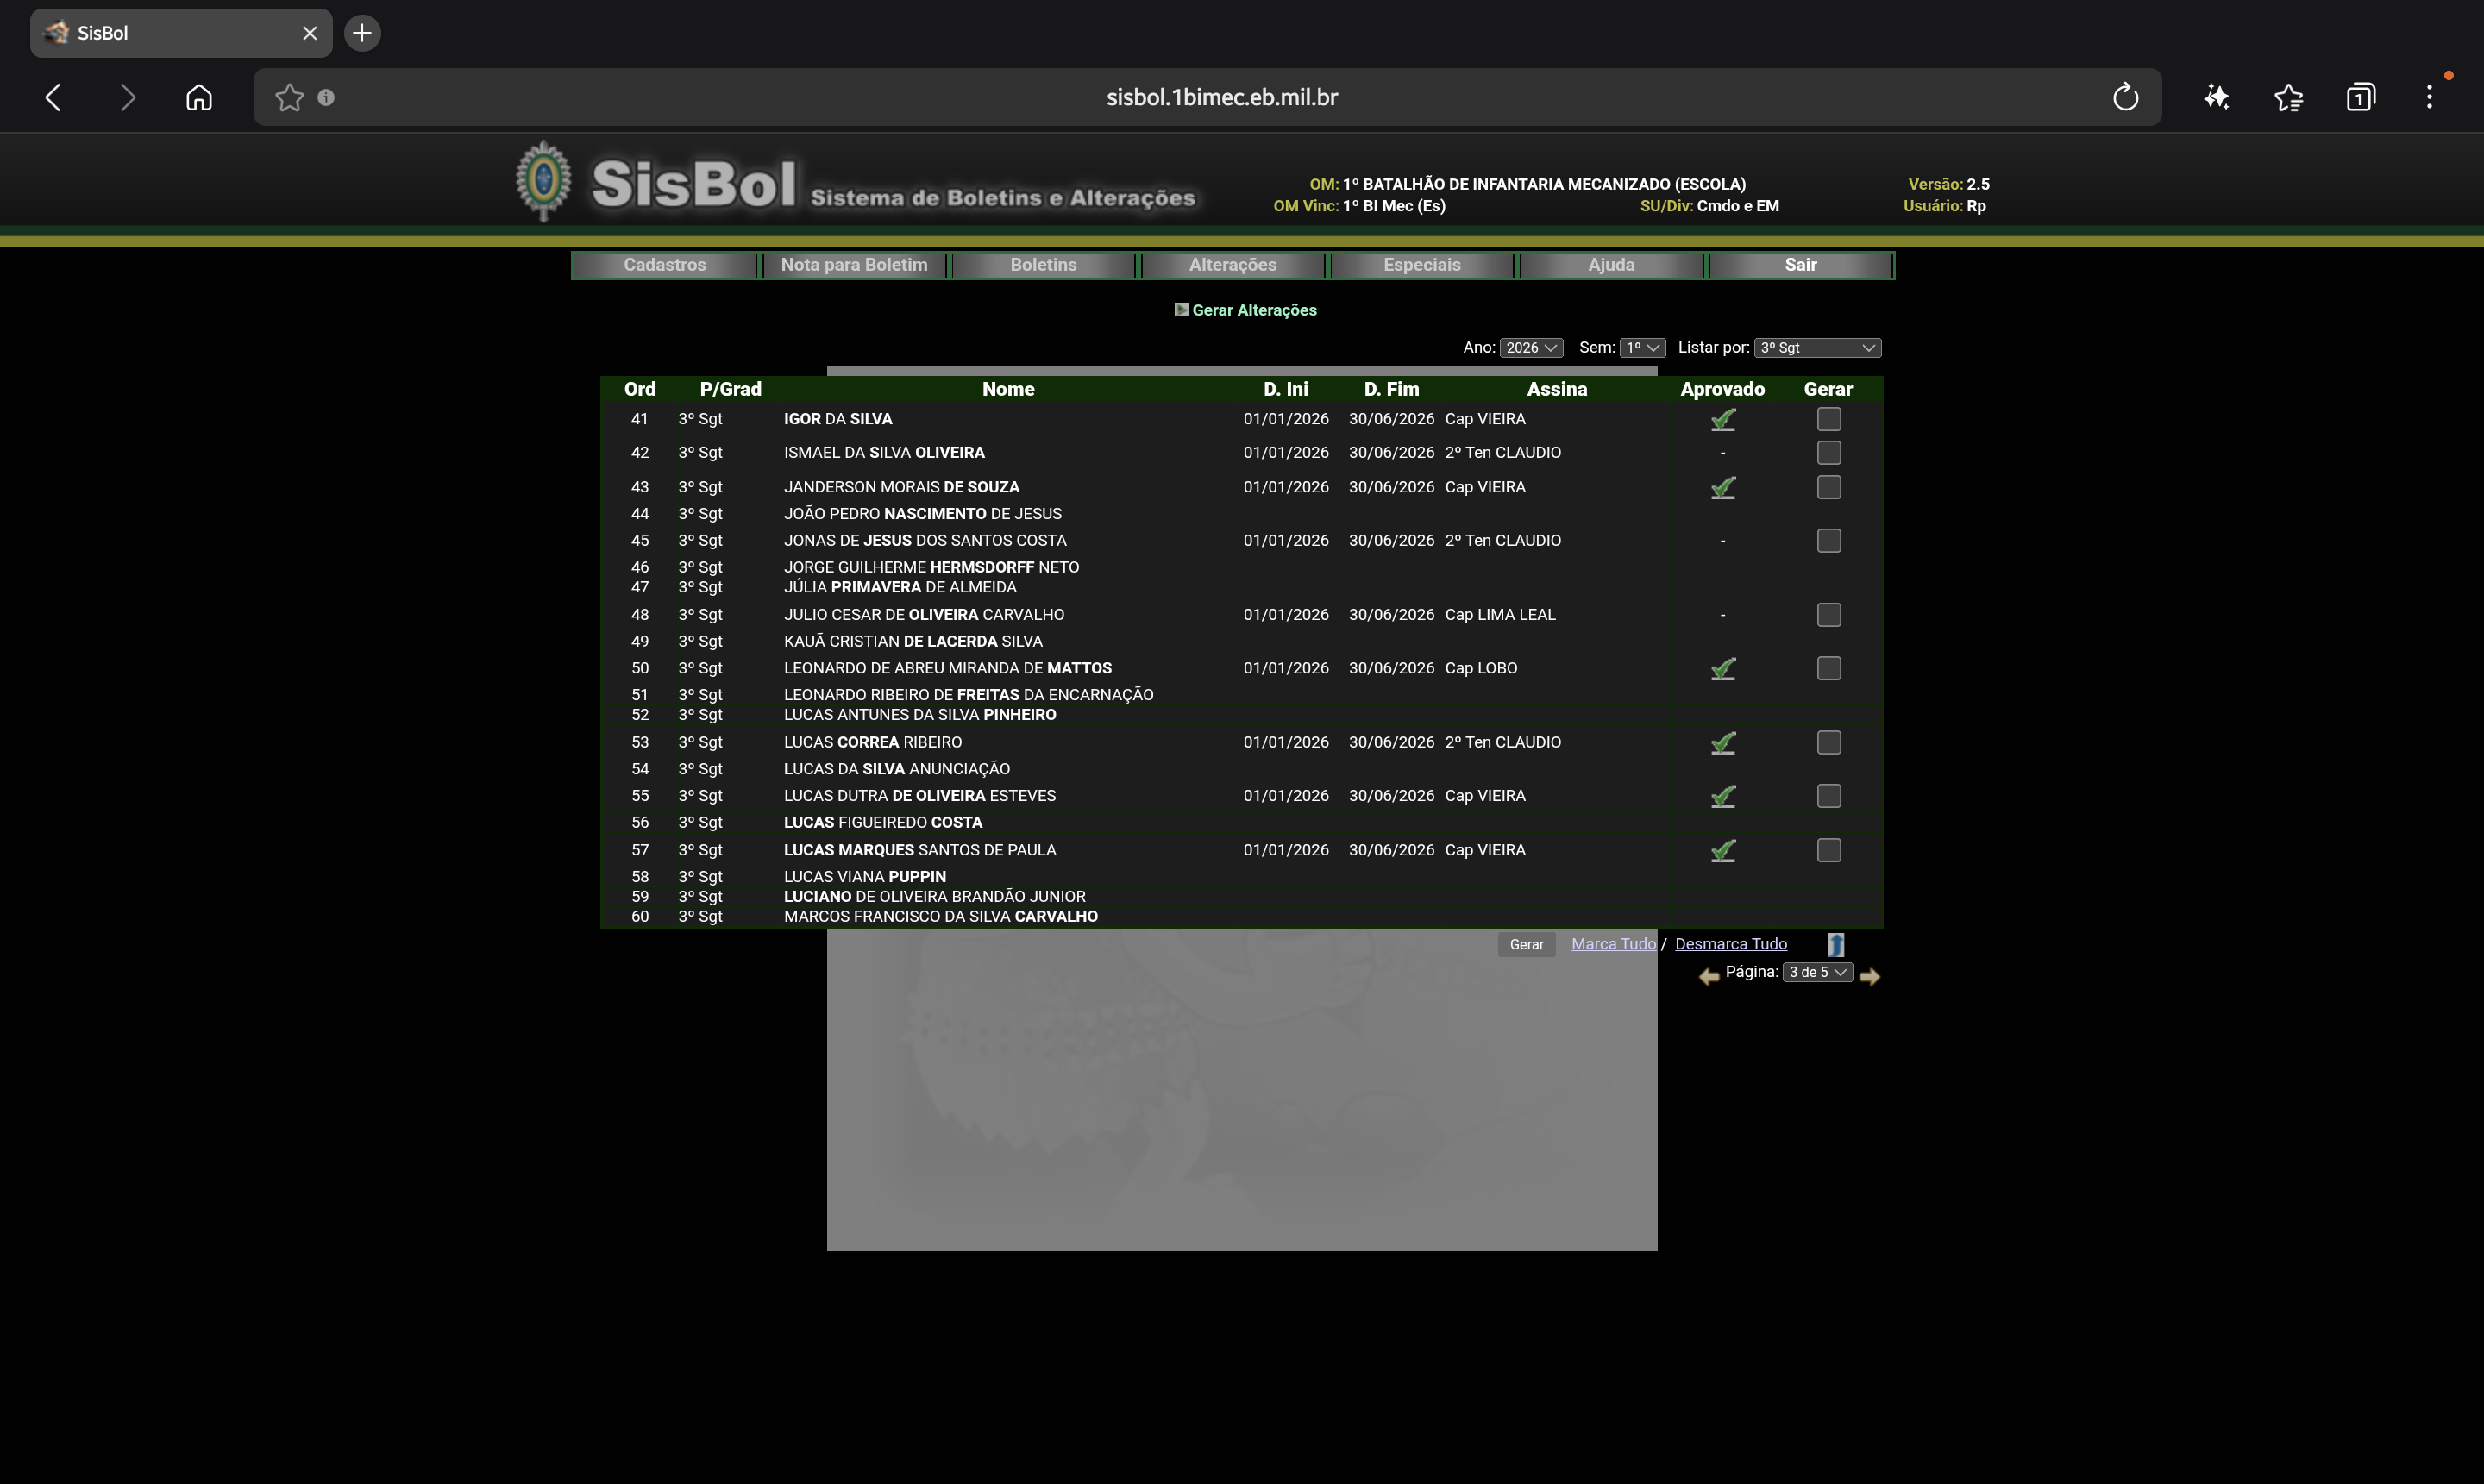 SisBol
sisbol.1bimec.eb.mil.br
1
SisBol Sistema de Boletins e Alterações
OM: 1º BATALHÃO DE INFANTARIA MECANIZADO (ESCOLA) Versão: 2.5
OM Vinc: 1º BI Mec (Es) SU/Div: Cmdo e EM Usuário: Rp
Cadastros Nota para Boletim Boletins Alterações Especiais Ajuda Sair
Gerar Alterações
Ano: 2026 Sem: 1º Listar por: 3º Sgt
Ord P/Grad Nome D. Ini D. Fim Assina Aprovado Gerar
41 3º Sgt IGOR DA SILVA 01/01/2026 30/06/2026 Cap VIEIRA
42 3º Sgt ISMAEL DA SILVA OLIVEIRA 01/01/2026 30/06/2026 2º Ten CLAUDIO -
43 3º Sgt JANDERSON MORAIS DE SOUZA 01/01/2026 30/06/2026 Cap VIEIRA
44 3º Sgt JOÃO PEDRO NASCIMENTO DE JESUS
45 3º Sgt JONAS DE JESUS DOS SANTOS COSTA 01/01/2026 30/06/2026 2º Ten CLAUDIO -
46 3º Sgt JORGE GUILHERME HERMSDORFF NETO
47 3º Sgt JÚLIA PRIMAVERA DE ALMEIDA
48 3º Sgt JULIO CESAR DE OLIVEIRA CARVALHO 01/01/2026 30/06/2026 Cap LIMA LEAL -
49 3º Sgt KAUÃ CRISTIAN DE LACERDA SILVA
50 3º Sgt LEONARDO DE ABREU MIRANDA DE MATTOS 01/01/2026 30/06/2026 Cap LOBO
51 3º Sgt LEONARDO RIBEIRO DE FREITAS DA ENCARNAÇÃO
52 3º Sgt LUCAS ANTUNES DA SILVA PINHEIRO
53 3º Sgt LUCAS CORREA RIBEIRO 01/01/2026 30/06/2026 2º Ten CLAUDIO
54 3º Sgt LUCAS DA SILVA ANUNCIAÇÃO
55 3º Sgt LUCAS DUTRA DE OLIVEIRA ESTEVES 01/01/2026 30/06/2026 Cap VIEIRA
56 3º Sgt LUCAS FIGUEIREDO COSTA
57 3º Sgt LUCAS MARQUES SANTOS DE PAULA 01/01/2026 30/06/2026 Cap VIEIRA
58 3º Sgt LUCAS VIANA PUPPIN
59 3º Sgt LUCIANO DE OLIVEIRA BRANDÃO JUNIOR
60 3º Sgt MARCOS FRANCISCO DA SILVA CARVALHO
Gerar Marca Tudo / Desmarca Tudo
Página: 3 de 5